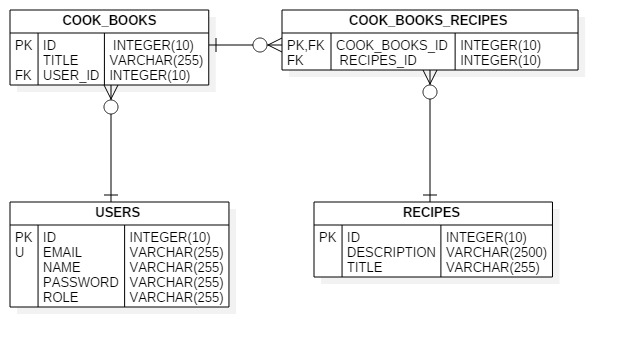 COOK_BOOKS
PK ID INTEGER(10)
TITLE VARCHAR(255)
FK USER_ID INTEGER(10)
COOK_BOOKS_RECIPES
PK,FK COOK_BOOKS_ID INTEGER(10)
FK RECIPES_ID INTEGER(10)
USERS
PK ID INTEGER(10)
U EMAIL VARCHAR(255)
NAME VARCHAR(255)
PASSWORD VARCHAR(255)
ROLE VARCHAR(255)
RECIPES
PK ID INTEGER(10)
DESCRIPTION VARCHAR(2500)
TITLE VARCHAR(255)